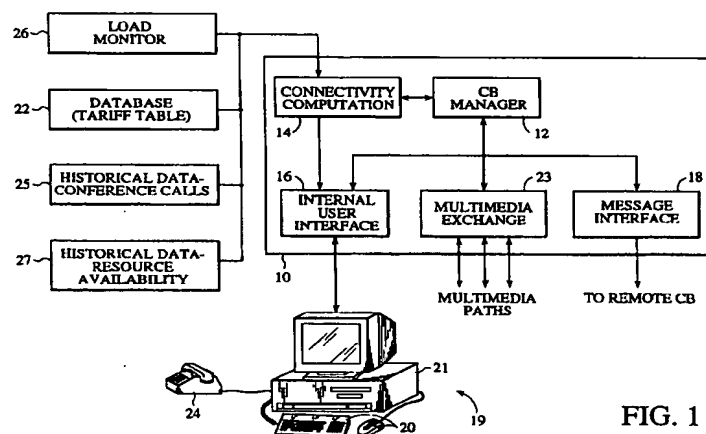 26
LOAD
MONITOR
22
DATABASE
(TARIFF TABLE)
25
HISTORICAL DATA-
CONFERENCE CALLS
27
HISTORICAL DATA-
RESOURCE
AVAILABILITY
CONNECTIVITY
COMPUTATION
14
CB
MANAGER
12
16
INTERNAL
USER
INTERFACE
23
MULTIMEDIA
EXCHANGE
18
MESSAGE
INTERFACE
10
MULTIMEDIA
PATHS
TO REMOTE CB
21
24
20
19
FIG. 1